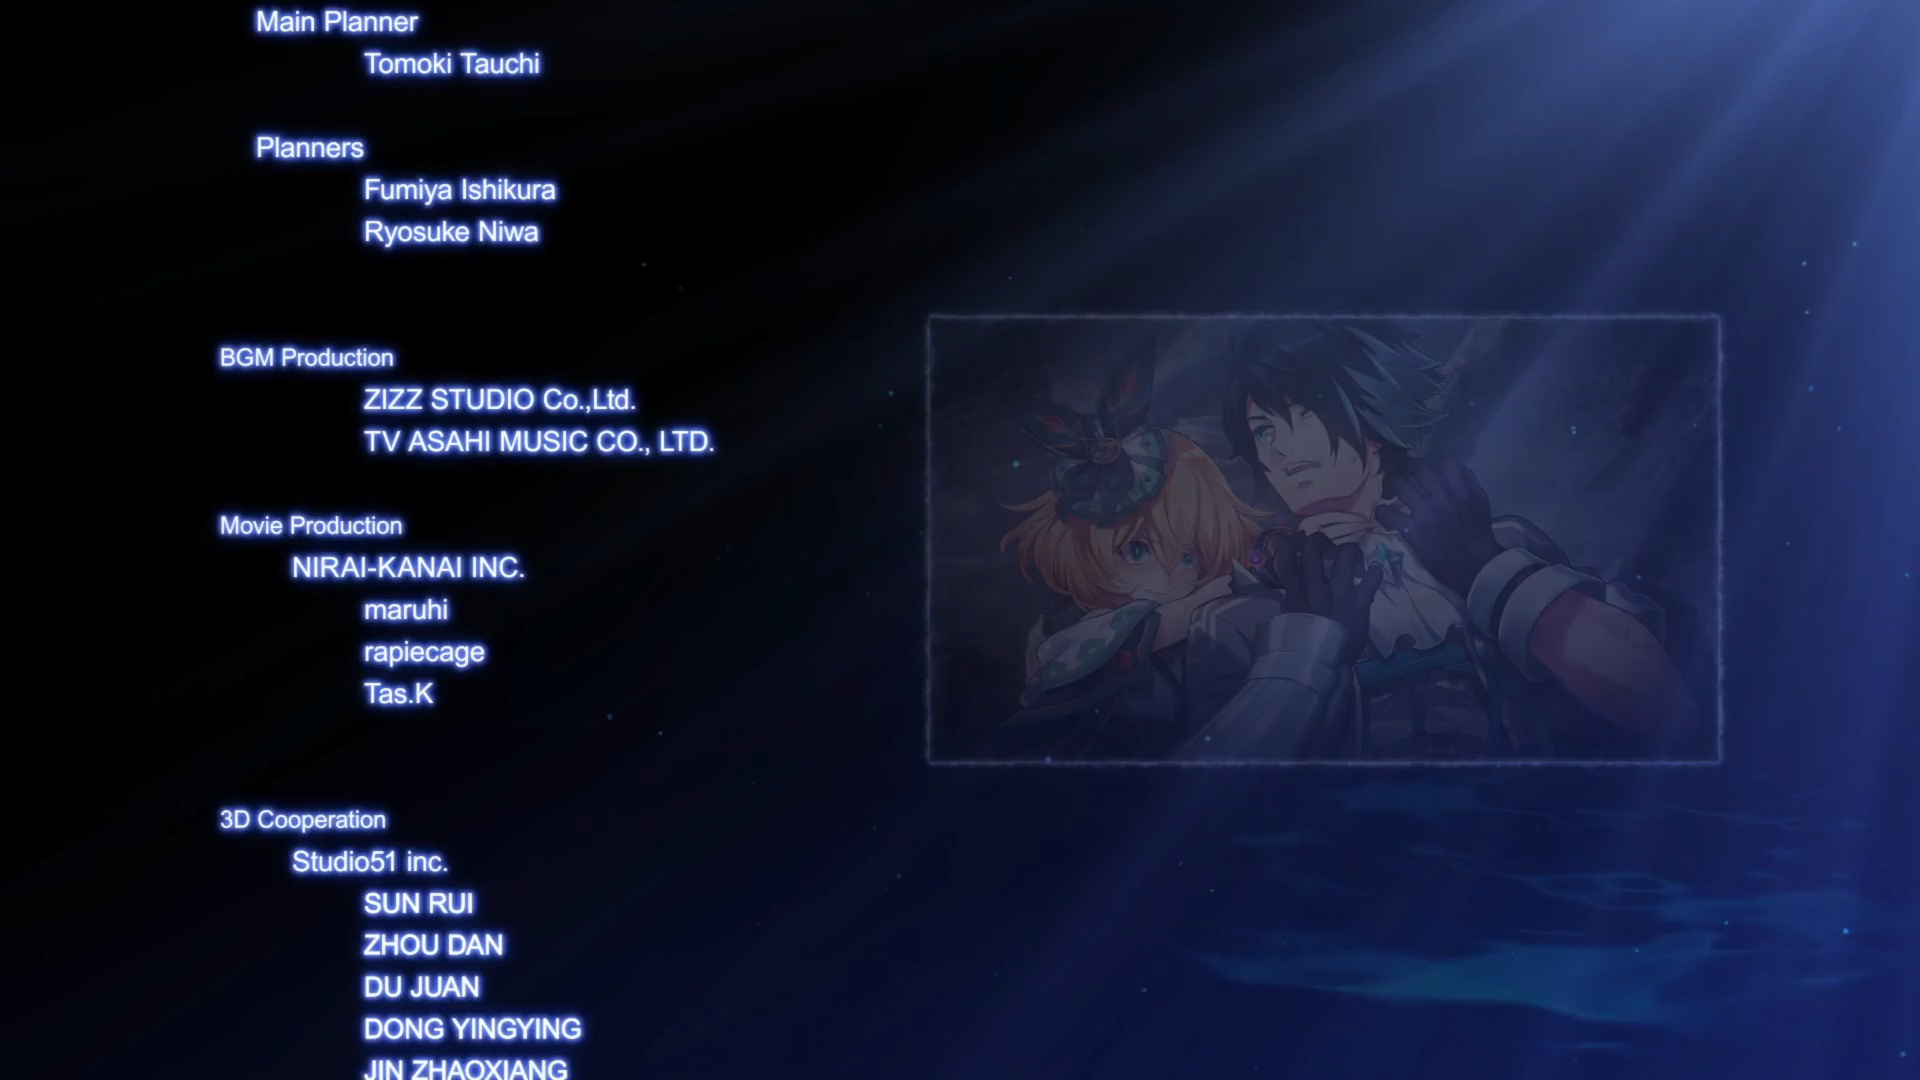 Main Planner
Tomoki Tauchi
Planners
Fumiya Ishikura
Ryosuke Niwa
BGM Production
ZIZZ STUDIO Co.,Ltd.
TV ASAHI MUSIC CO., LTD.
Movie Production
NIRAI-KANAI INC.
maruhi
rapiecage
Tas.K
3D Cooperation
Studio51 inc.
SUN RUI
ZHOU DAN
DU JUAN
DONG YINGYING
JIN ZHAOXIANG